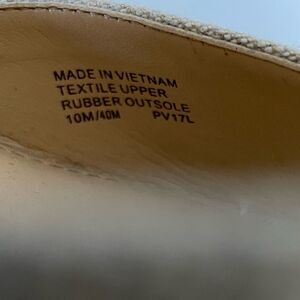 MADE IN VIETNAM
TEXTILE UPPER
RUBBER OUTSOLE
10M/40M PV17L